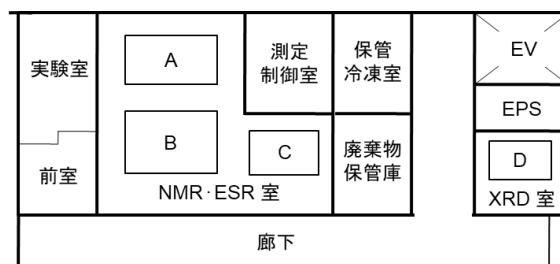 実験室
A
測定
制御室
保管
冷凍室
EV
EPS
B
C
廃棄物
保管庫
D
前室
NMR･ESR 室
XRD 室
廊下